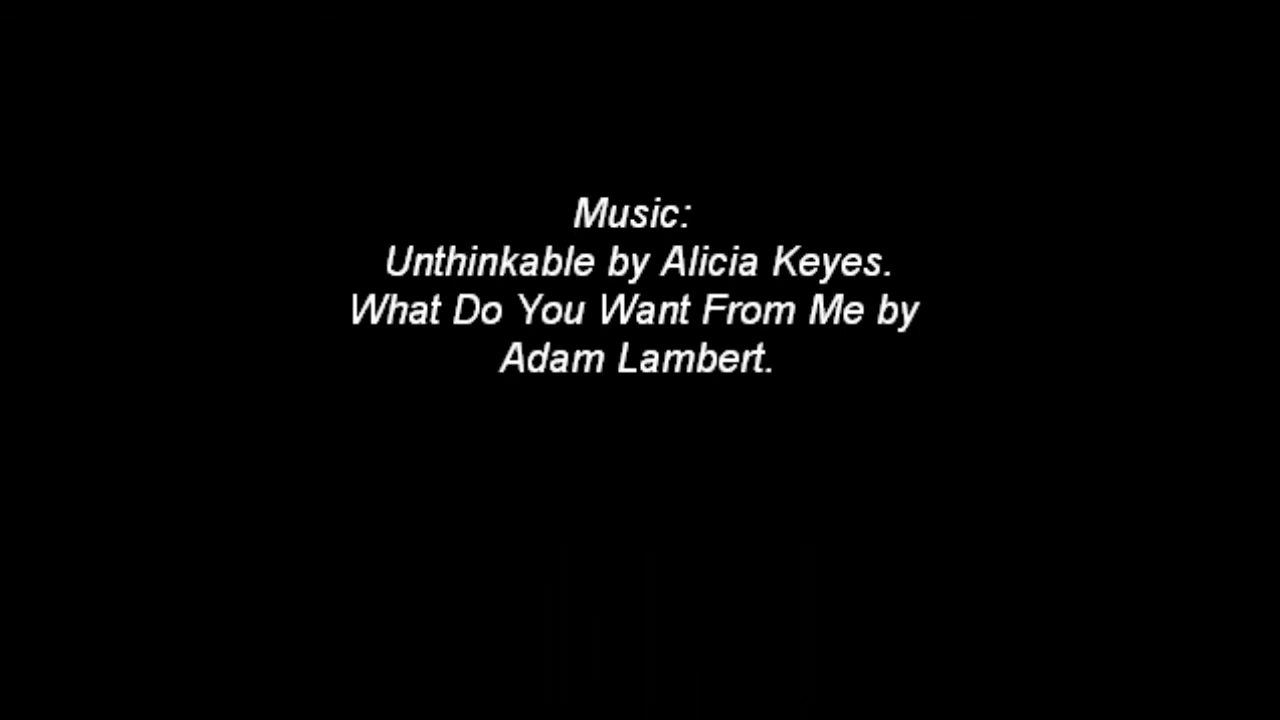 Music:
Unthinkable by Alicia Keyes.
What Do You Want From Me by
Adam Lambert.